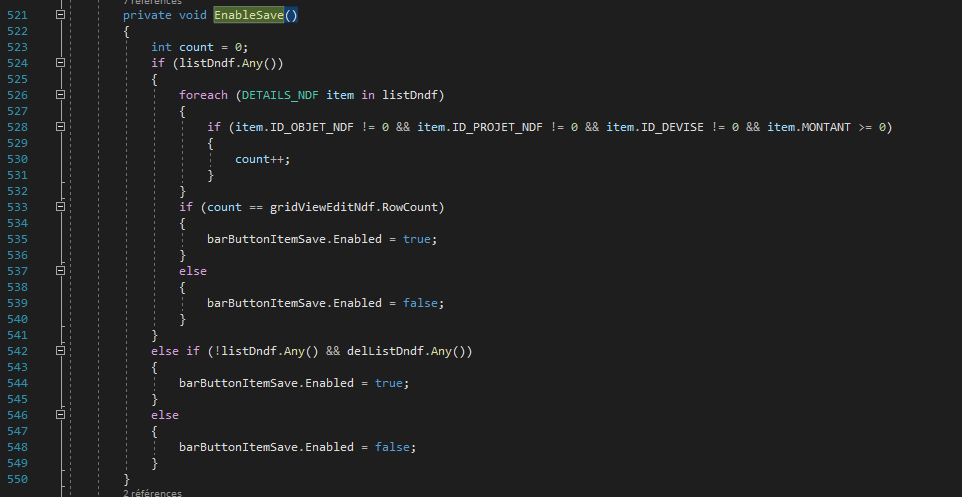 7 références
521 private void EnableSave()
522 {
523 int count = 0;
524 if (listDndf.Any())
525 {
526 foreach (DETAILS_NDF item in listDndf)
527 {
528 if (item.ID_OBJET_NDF != 0 && item.ID_PROJET_NDF != 0 && item.ID_DEVISE != 0 && item.MONTANT >= 0)
529 {
530 count++;
531 }
532 }
533 if (count == gridViewEditNdf.RowCount)
534 {
535 barButtonItemSave.Enabled = true;
536 }
537 else
538 {
539 barButtonItemSave.Enabled = false;
540 }
541 }
542 else if (!listDndf.Any() && delListDndf.Any())
543 {
544 barButtonItemSave.Enabled = true;
545 }
546 else
547 {
548 barButtonItemSave.Enabled = false;
549 }
550 }
2 références